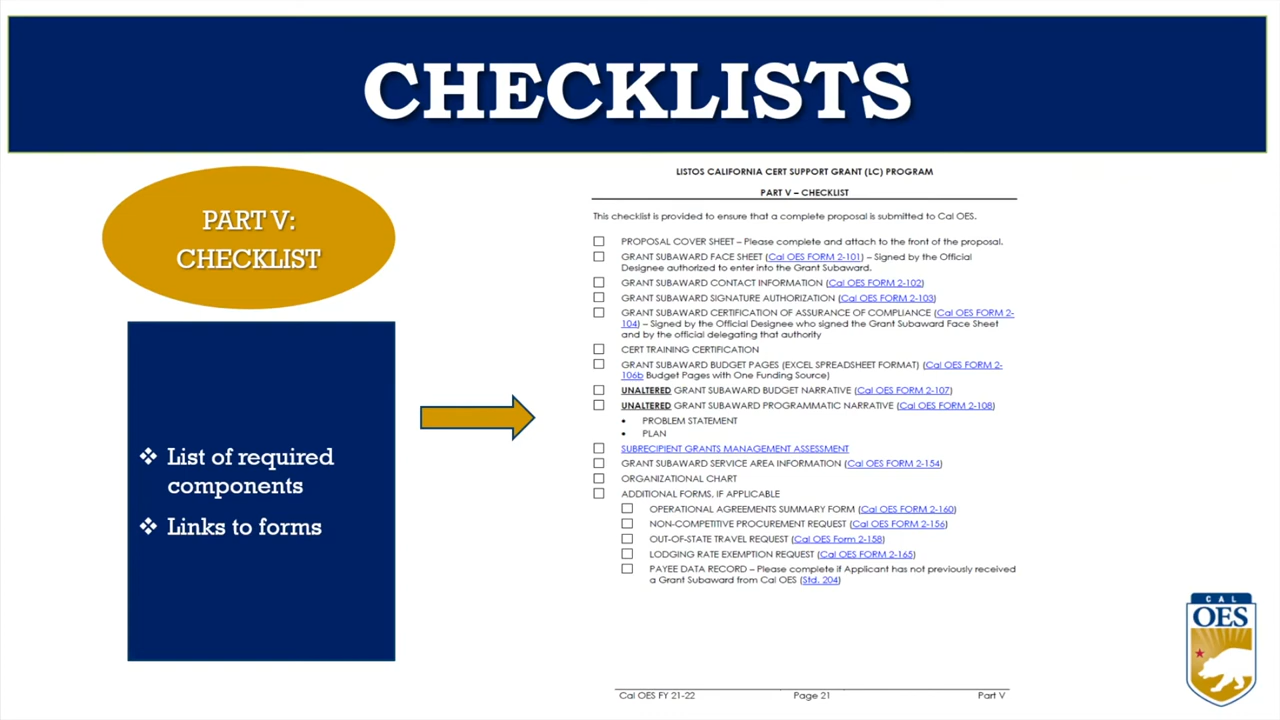 CHECKLISTS
PART V:
CHECKLIST
❖ List of required
components
❖ Links to forms
LISTOS CALIFORNIA CERT SUPPORT GRANT (LC) PROGRAM
PART V – CHECKLIST
This checklist is provided to ensure that a complete proposal is submitted to Cal OES.
PROPOSAL COVER SHEET – Please complete and attach to the front of the proposal.
GRANT SUBAWARD FACE SHEET (Cal OES FORM 2-101) – Signed by the Official
Designee authorized to enter into the Grant Subaward.
GRANT SUBAWARD CONTACT INFORMATION (Cal OES FORM 2-102)
GRANT SUBAWARD SIGNATURE AUTHORIZATION (Cal OES FORM 2-103)
GRANT SUBAWARD CERTIFICATION OF ASSURANCE OF COMPLIANCE (Cal OES FORM 2-
104) – Signed by the Official Designee who signed the Grant Subaward Face Sheet
and by the official delegating that authority
CERT TRAINING CERTIFICATION
GRANT SUBAWARD BUDGET PAGES (EXCEL SPREADSHEET FORMAT) (Cal OES FORM 2-
106b Budget Pages with One Funding Source)
UNALTERED GRANT SUBAWARD BUDGET NARRATIVE (Cal OES FORM 2-107)
UNALTERED GRANT SUBAWARD PROGRAMMATIC NARRATIVE (Cal OES FORM 2-108)
• PROBLEM STATEMENT
• PLAN
SUBRECIPIENT GRANTS MANAGEMENT ASSESSMENT
GRANT SUBAWARD SERVICE AREA INFORMATION (Cal OES FORM 2-154)
ORGANIZATIONAL CHART
ADDITIONAL FORMS, IF APPLICABLE
OPERATIONAL AGREEMENTS SUMMARY FORM (Cal OES FORM 2-160)
NON-COMPETITIVE PROCUREMENT REQUEST (Cal OES FORM 2-156)
OUT-OF-STATE TRAVEL REQUEST (Cal OES Form 2-158)
LODGING RATE EXEMPTION REQUEST (Cal OES FORM 2-165)
PAYEE DATA RECORD – Please complete if Applicant has not previously received
a Grant Subaward from Cal OES (Std. 204)
Cal OES FY 21-22 Page 21 Part V
CAL
OES